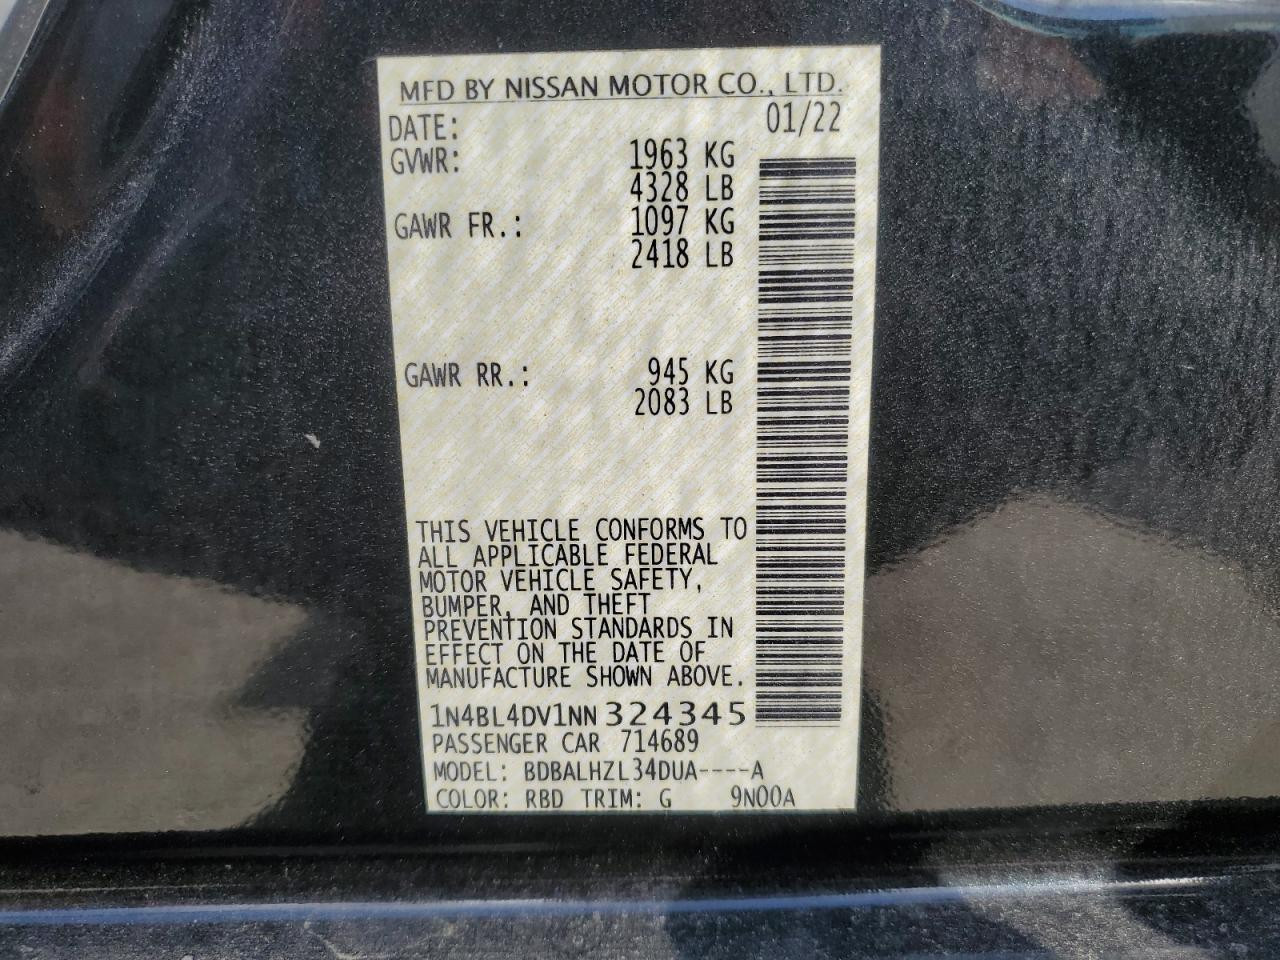 MFD BY NISSAN MOTOR CO., LTD.
DATE: 01/22
GVWR: 1963 KG
4328 LB
GAWR FR.: 1097 KG
2418 LB
GAWR RR.: 945 KG
2083 LB
THIS VEHICLE CONFORMS TO
ALL APPLICABLE FEDERAL
MOTOR VEHICLE SAFETY,
BUMPER, AND THEFT
PREVENTION STANDARDS IN
EFFECT ON THE DATE OF
MANUFACTURE SHOWN ABOVE.
1N4BL4DV1NN324345
PASSENGER CAR 714689
MODEL: BDBALHZL34DUA----A
COLOR: RBD TRIM: G 9N00A